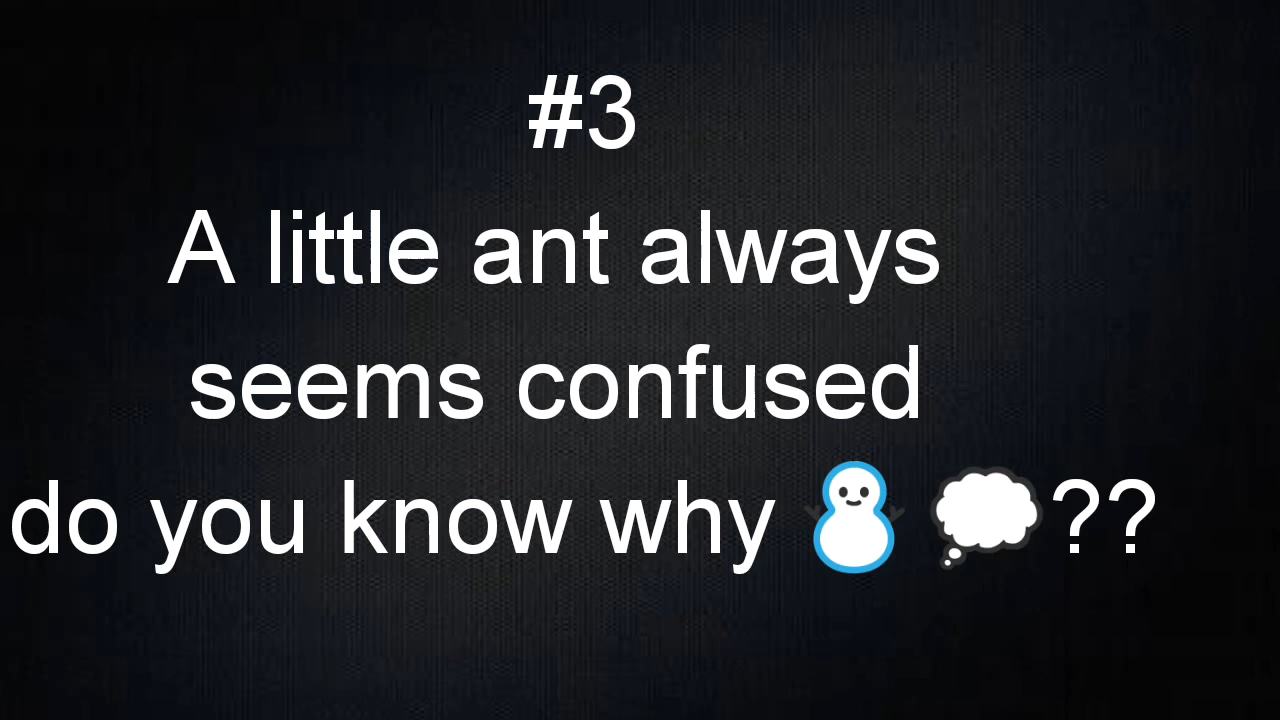 #3
A little ant always
seems confused
do you know why ⛄ 💭??